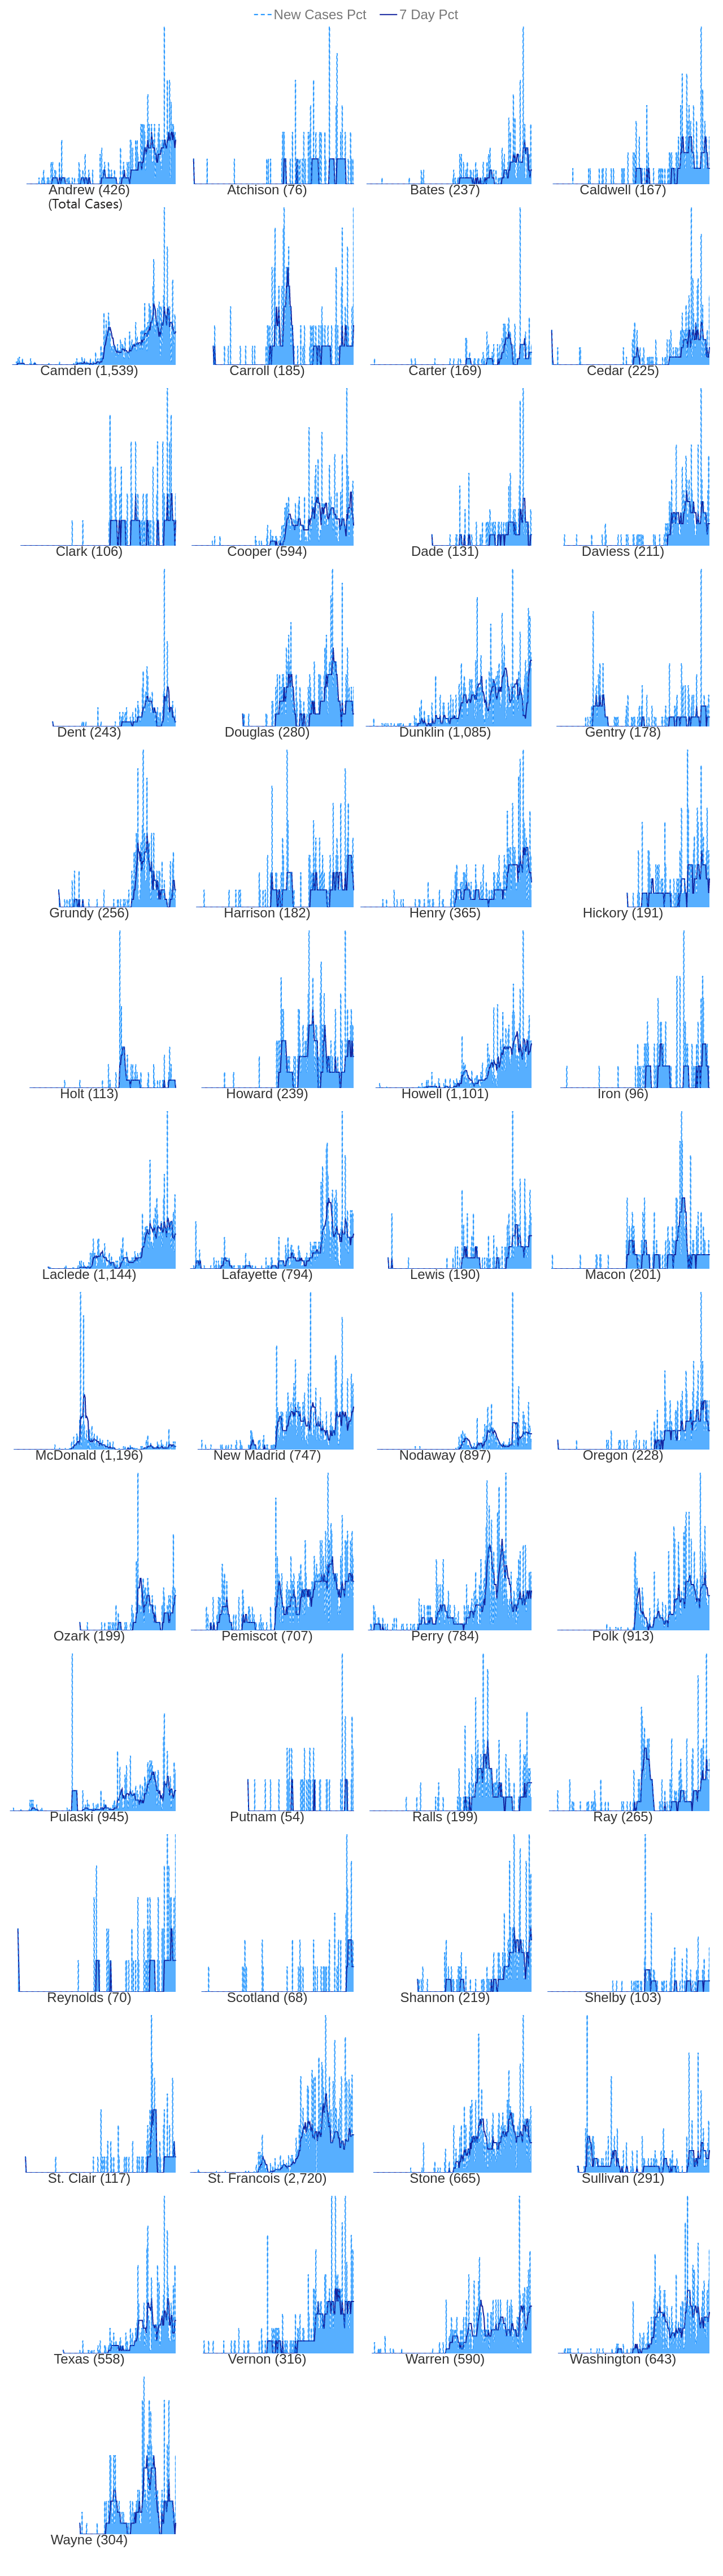 New Cases Pct 7 Day Pct
Andrew (426) Atchison (76) Bates (237) Caldwell (167)
(Total Cases)
Camden (1,539) Carroll (185) Carter (169) Cedar (225)
Clark (106) Cooper (594) Dade (131) Daviess (211)
Dent (243) Douglas (280) Dunklin (1,085) Gentry (178)
Grundy (256) Harrison (182) Henry (365) Hickory (191)
Holt (113) Howard (239) Howell (1,101) Iron (96)
Laclede (1,144) Lafayette (794) Lewis (190) Macon (201)
McDonald (1,196) New Madrid (747) Nodaway (897) Oregon (228)
Ozark (199) Pemiscot (707) Perry (784) Polk (913)
Pulaski (945) Putnam (54) Ralls (199) Ray (265)
Reynolds (70) Scotland (68) Shannon (219) Shelby (103)
St. Clair (117) St. Francois (2,720) Stone (665) Sullivan (291)
Texas (558) Vernon (316) Warren (590) Washington (643)
Wayne (304)